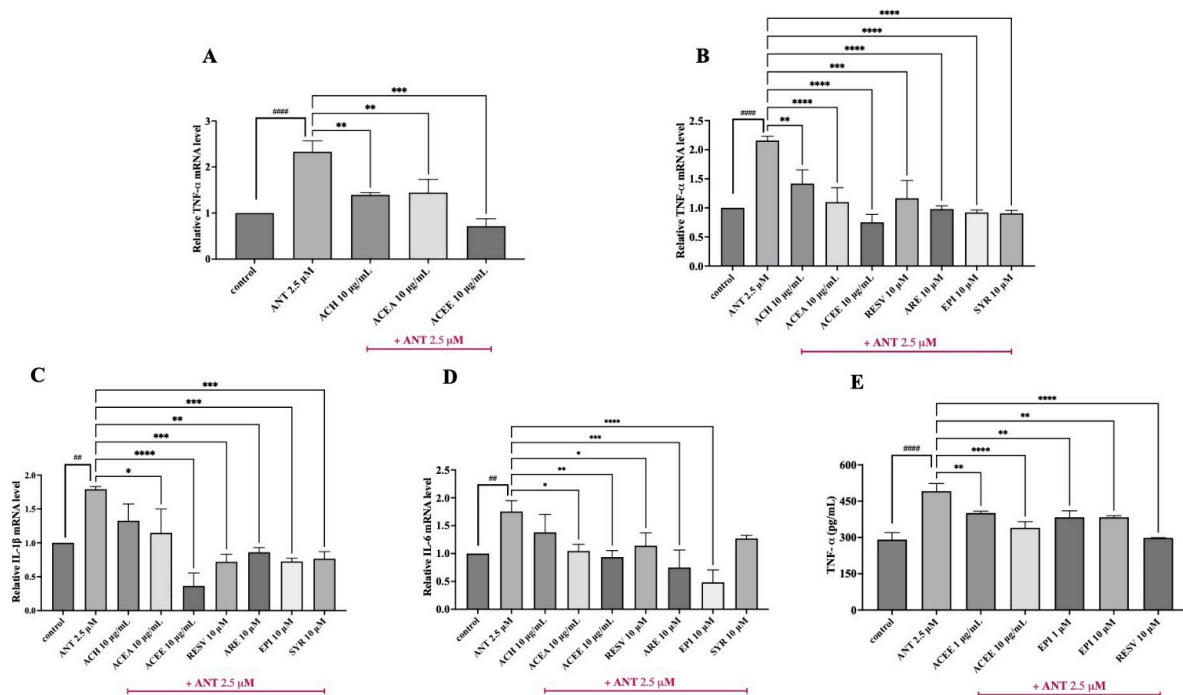 A
***
**
**
####
Relative TNF-α mRNA level
3
2
1
0
control
ANT 2.5 μM
ACH 10 μg/mL
ACEA 10 μg/mL
ACEE 10 μg/mL
+ ANT 2.5 μM
B
****
****
****
***
****
****
**
####
Relative TNF-α mRNA level
2.5
2.0
1.5
1.0
0.5
0.0
control
ANT 2.5 μM
ACH 10 μg/mL
ACEA 10 μg/mL
ACEE 10 μg/mL
RESV 10 μM
ARE 10 μM
EPI 10 μM
SYR 10 μM
+ ANT 2.5 μM
C
***
***
**
***
****
*
##
Relative IL-1β mRNA level
2.0
1.5
1.0
0.5
0.0
control
ANT 2.5 μM
ACH 10 μg/mL
ACEA 10 μg/mL
ACEE 10 μg/mL
RESV 10 μM
ARE 10 μM
EPI 10 μM
SYR 10 μM
+ ANT 2.5 μM
D
****
***
*
**
*
##
Relative IL-6 mRNA level
2.5
2.0
1.5
1.0
0.5
0.0
control
ANT 2.5 μM
ACH 10 μg/mL
ACEA 10 μg/mL
ACEE 10 μg/mL
RESV 10 μM
ARE 10 μM
EPI 10 μM
SYR 10 μM
+ ANT 2.5 μM
E
****
**
**
****
**
####
TNF- α (pg/mL)
600
450
300
150
0
control
ANT 2.5 μM
ACEE 1 μg/mL
ACEE 10 μg/mL
EPI 1 μM
EPI 10 μM
RESV 10 μM
+ ANT 2.5 μM